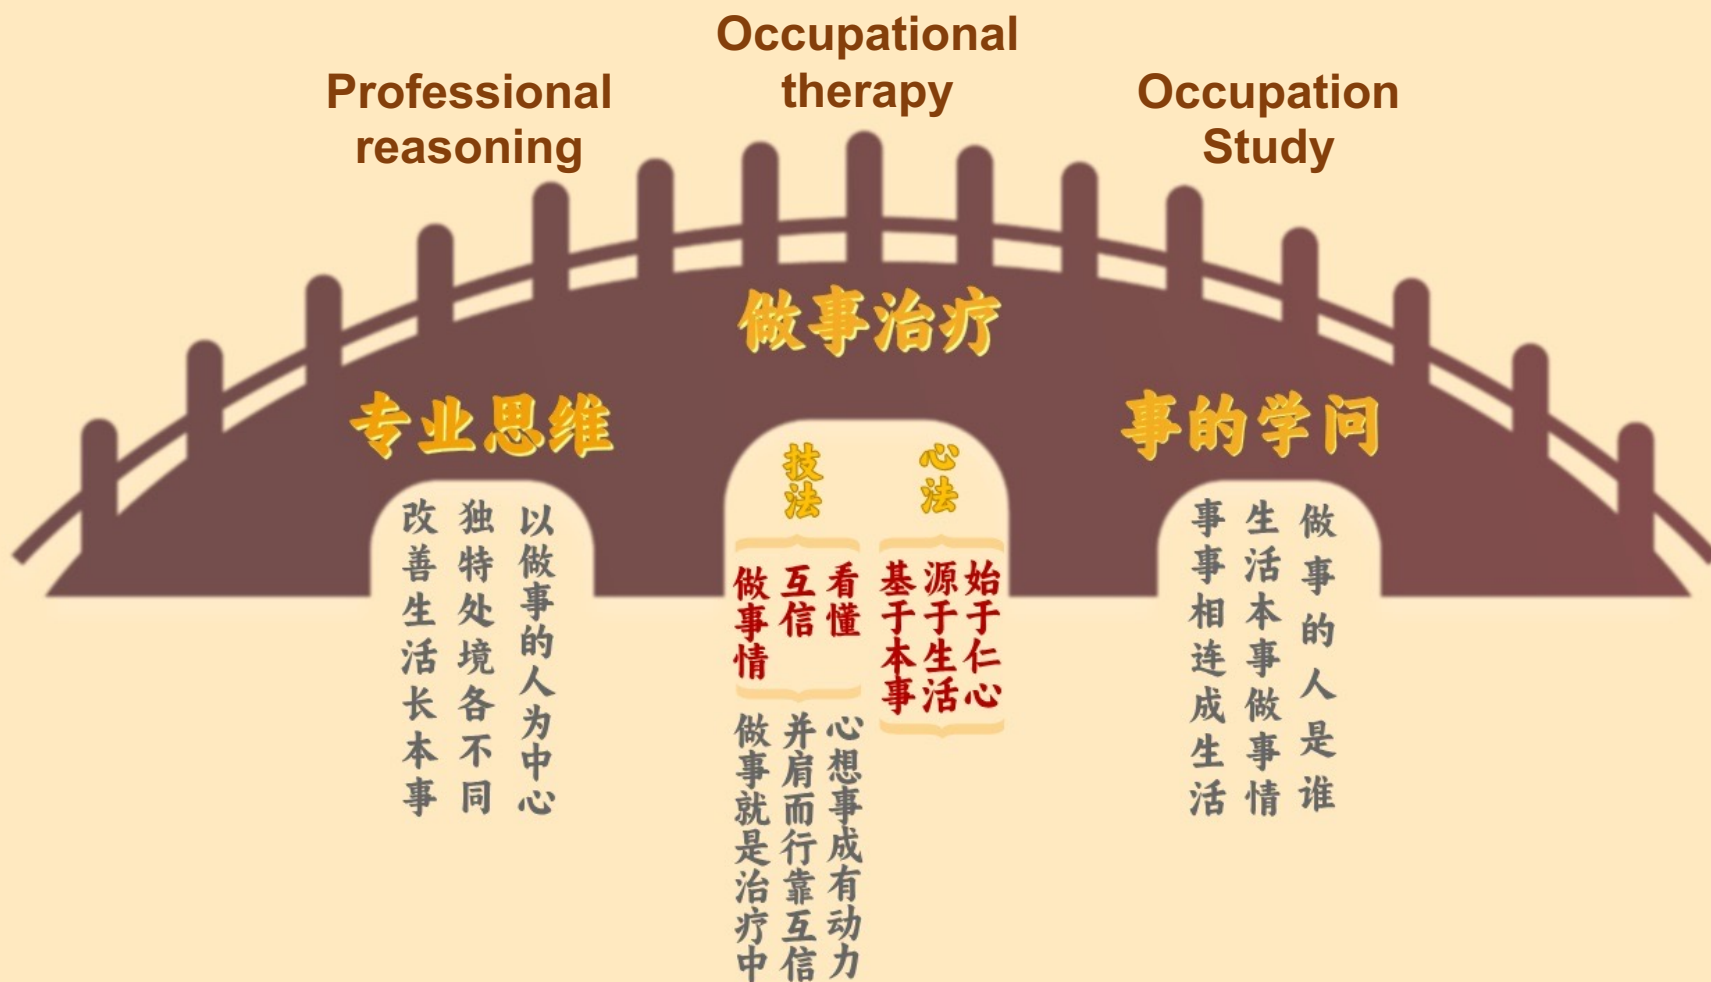 Professional
reasoning
Occupational
therapy
Occupation
Study
做事治疗
专业思维
事的学问
以做事的人为中心
独特处境各不同
改善生活长本事
心法
始于仁心
源于生活
基于本事
技法
看懂
互信
做事情
心想事成有动力
并肩而行靠互信
做事就是治疗中
做事的人是谁
生活本事做事情
事事相连成生活